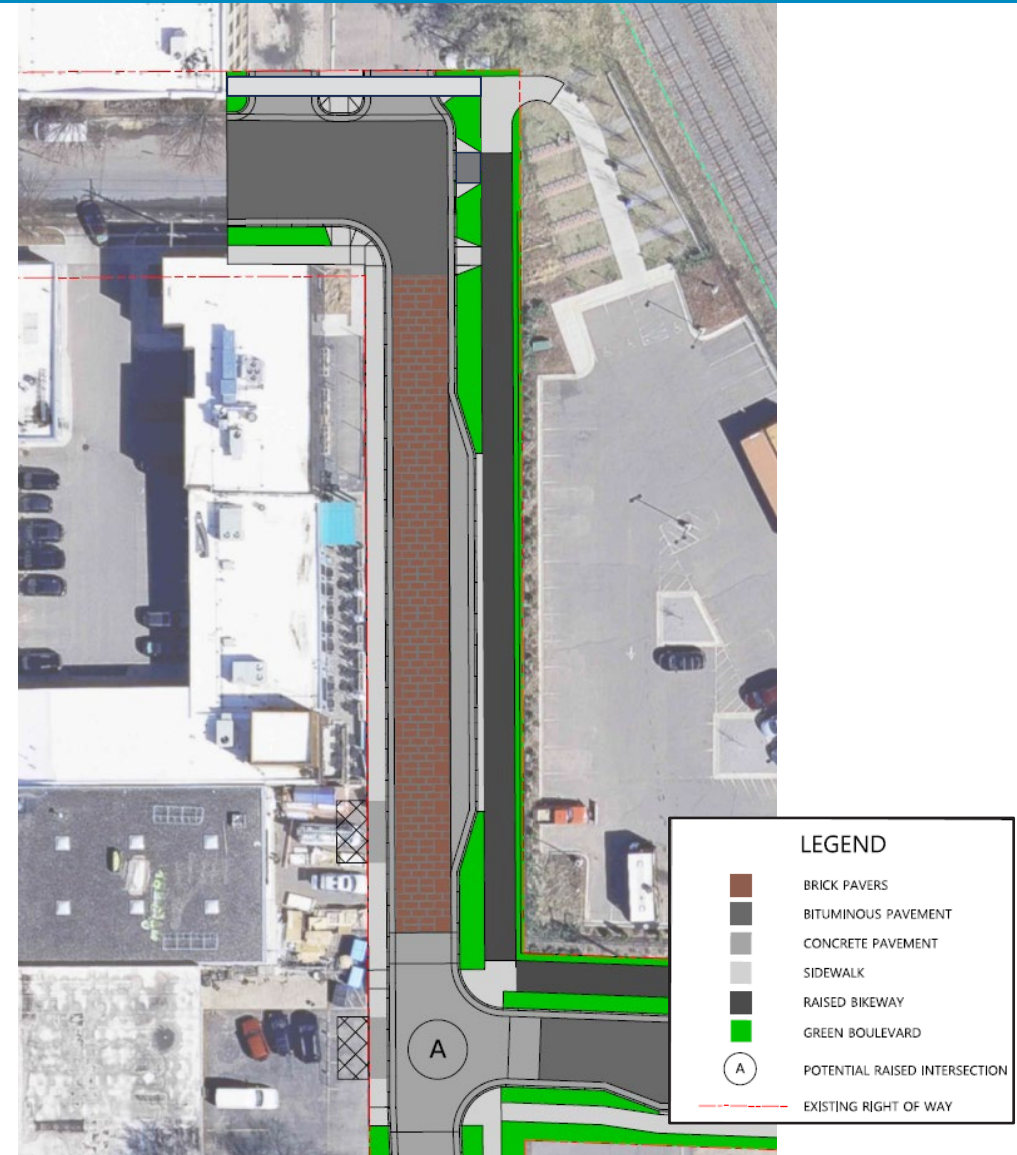 A
LEGEND
BRICK PAVERS
BITUMINOUS PAVEMENT
CONCRETE PAVEMENT
SIDEWALK
RAISED BIKEWAY
GREEN BOULEVARD
A
POTENTIAL RAISED INTERSECTION
EXISTING RIGHT OF WAY